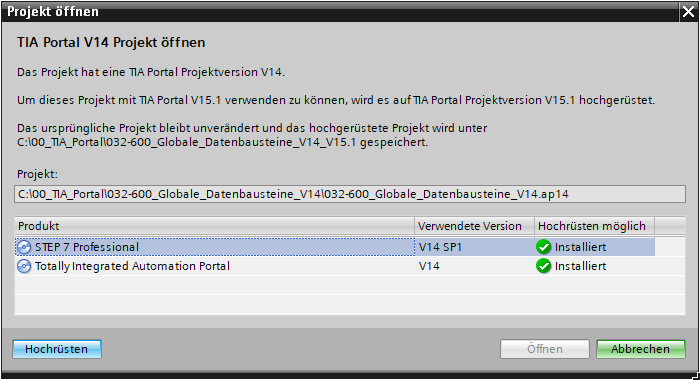 Projekt öffnen
TIA Portal V14 Projekt öffnen
Das Projekt hat eine TIA Portal Projektversion V14.
Um dieses Projekt mit TIA Portal V15.1 verwenden zu können, wird es auf TIA Portal Projektversion V15.1 hochgerüstet.
Das ursprüngliche Projekt bleibt unverändert und das hochgerüstete Projekt wird unter
C:\00_TIA_Portal\032-600_Globale_Datenbausteine_V14_V15.1 gespeichert.
Projekt:
C:\00_TIA_Portal\032-600_Globale_Datenbausteine_V14\032-600_Globale_Datenbausteine_V14.ap14
Produkt Verwendete Version Hochrüsten möglich
STEP 7 Professional V14 SP1 Installiert
Totally Integrated Automation Portal V14 Installiert
Hochrüsten Öffnen Abbrechen